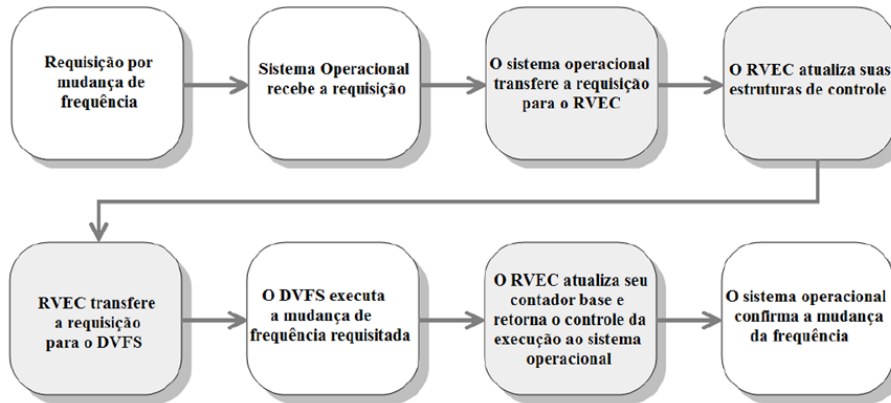 Requisição por
mudança de
frequência
Sistema Operacional
recebe a requisição
O sistema operacional
transfere a requisição
para o RVEC
O RVEC atualiza suas
estruturas de controle
RVEC transfere
a requisição
para o DVFS
O DVFS executa
a mudança de
frequência requisitada
O RVEC atualiza seu
contador base e
retorna o controle da
execução ao sistema
operacional
O sistema operacional
confirma a mudança
da frequência